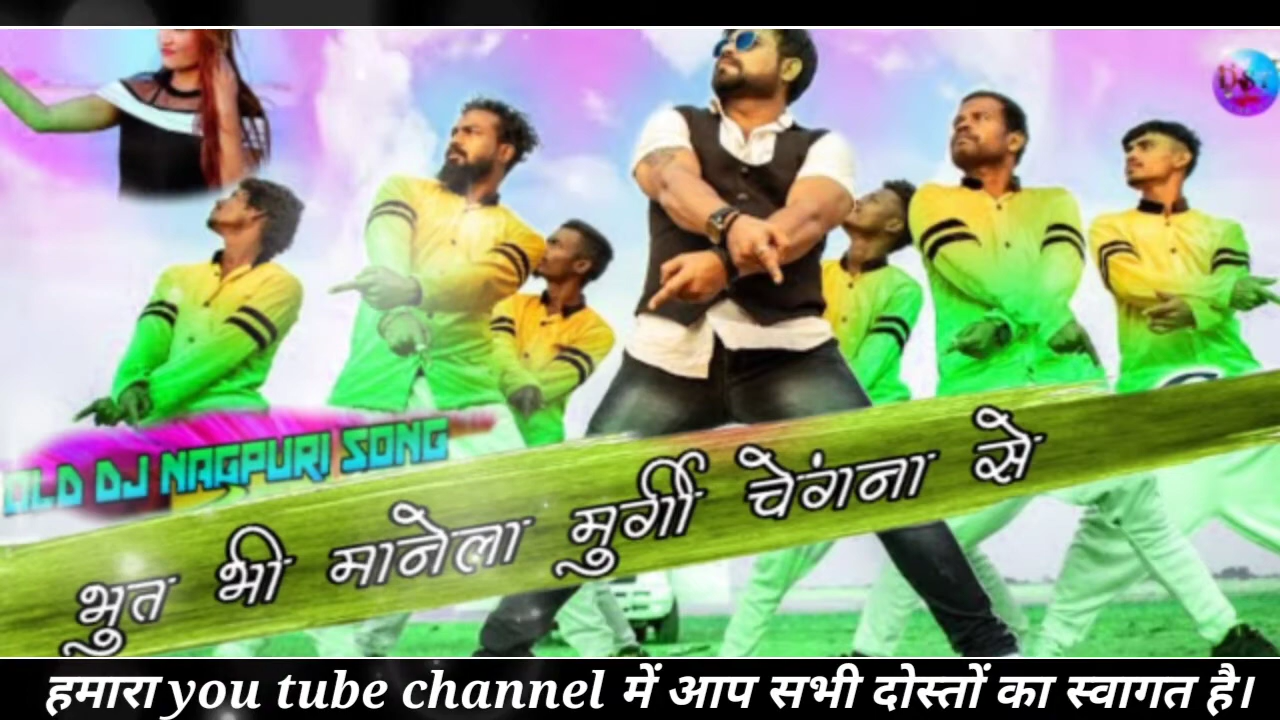 OLD DJ NAGPURI SONG
भुत भी मानेला मुर्गी चेंगना से
हमारा you tube channel में आप सभी दोस्तों का स्वागत है।